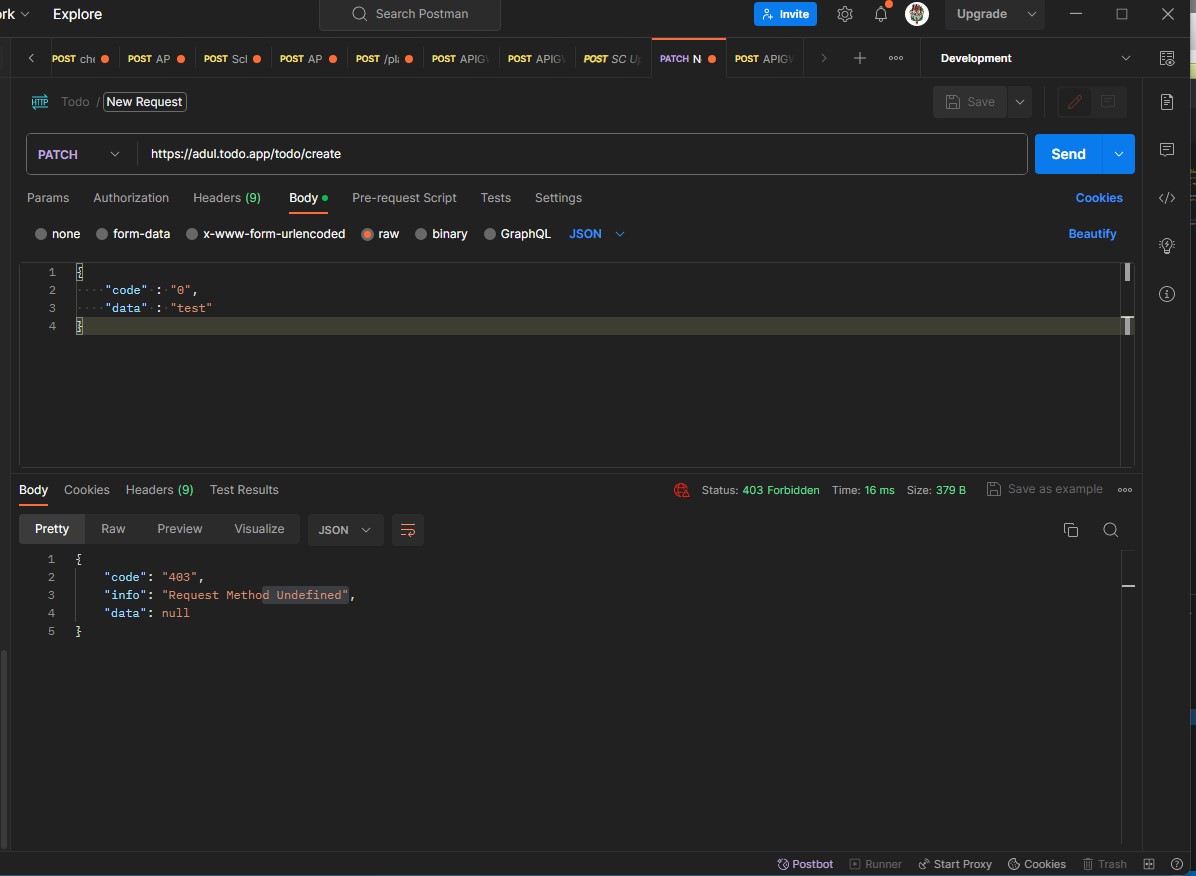 Explore
Search Postman
Invite
Upgrade
POST
POST AP
POST Scl
POST AP
POST /pl
POST APIG
POST APIG
POST SC U
PATCH N
POST APIG
Development
HTTP
Todo / New Request
Save
PATCH
https://adul.todo.app/todo/create
Send
Params
Authorization
Headers (9)
Body
Pre-request Script
Tests
Settings
Cookies
none
form-data
x-www-form-urlencoded
raw
binary
GraphQL
JSON
Beautify
1 {
2 "code" : "0",
3 "data" : "test"
4 }
Body
Cookies
Headers (9)
Test Results
Status: 403 Forbidden
Time: 16 ms
Size: 379 B
Save as example
Pretty
Raw
Preview
Visualize
JSON
1 {
2 "code": "403",
3 "info": "Request Method Undefined",
4 "data": null
5 }
Postbot
Runner
Start Proxy
Cookies
Trash